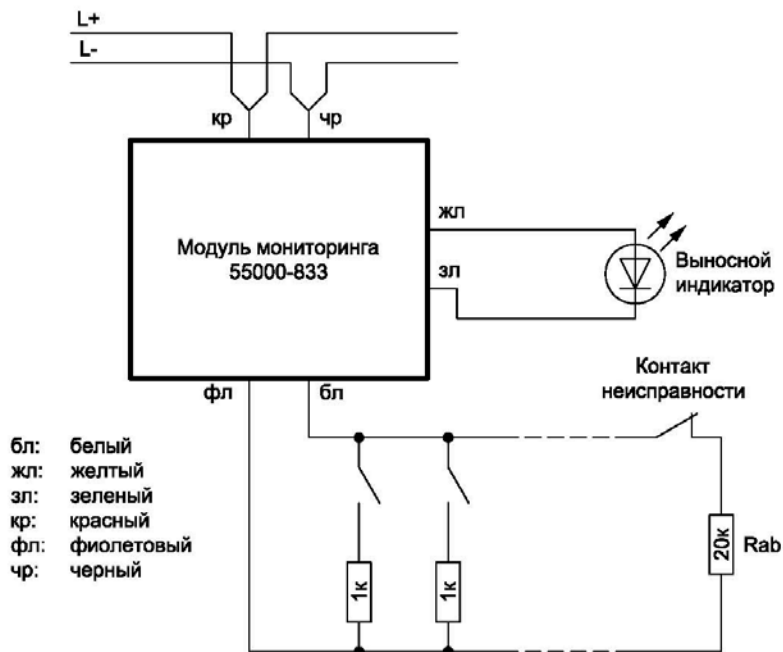 L+
L-
кр
чр
Модуль мониторинга
55000-833
жл
зл
Выносной
индикатор
фл
бл
Контакт
неисправности
бл: белый
жл: желтый
зл: зеленый
кр: красный
фл: фиолетовый
чр: черный
1к
1к
20к
Rab